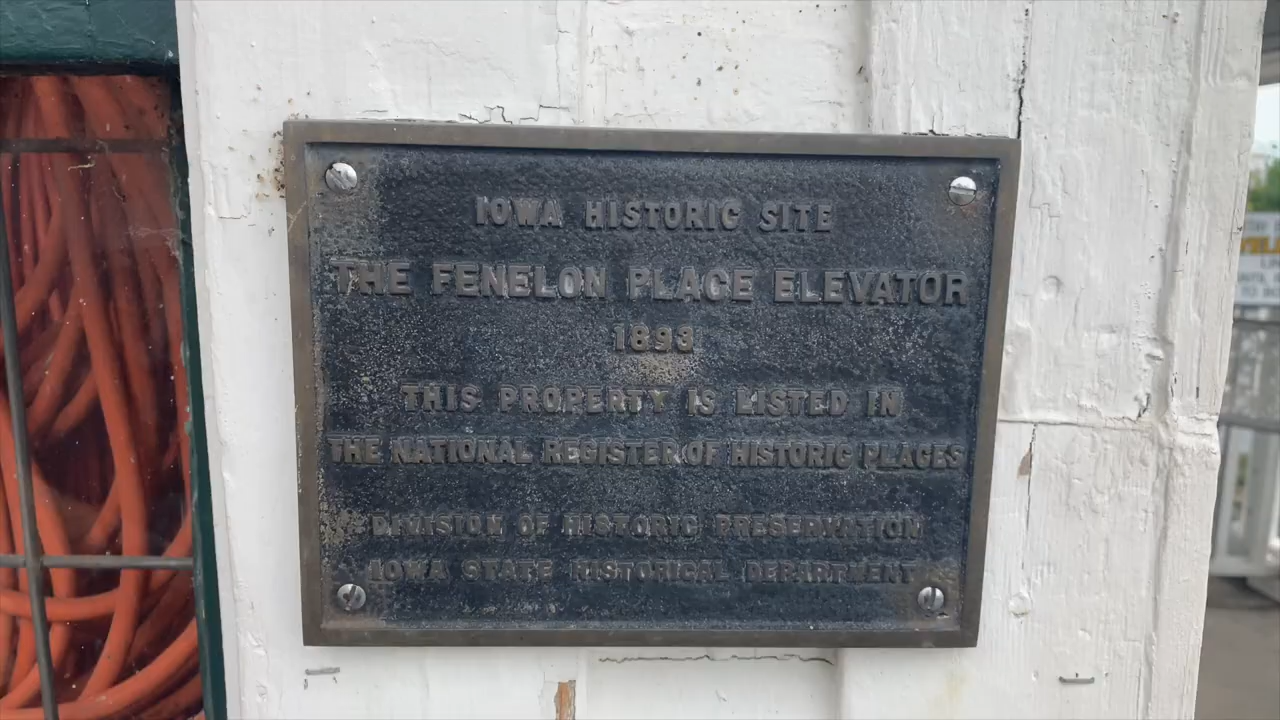 IOWA HISTORIC SITE
THE FENELON PLACE ELEVATOR
1893
THIS PROPERTY IS LISTED IN
THE NATIONAL REGISTER OF HISTORIC PLACES
DIVISION OF HISTORIC PRESERVATION
IOWA STATE HISTORICAL DEPARTMENT